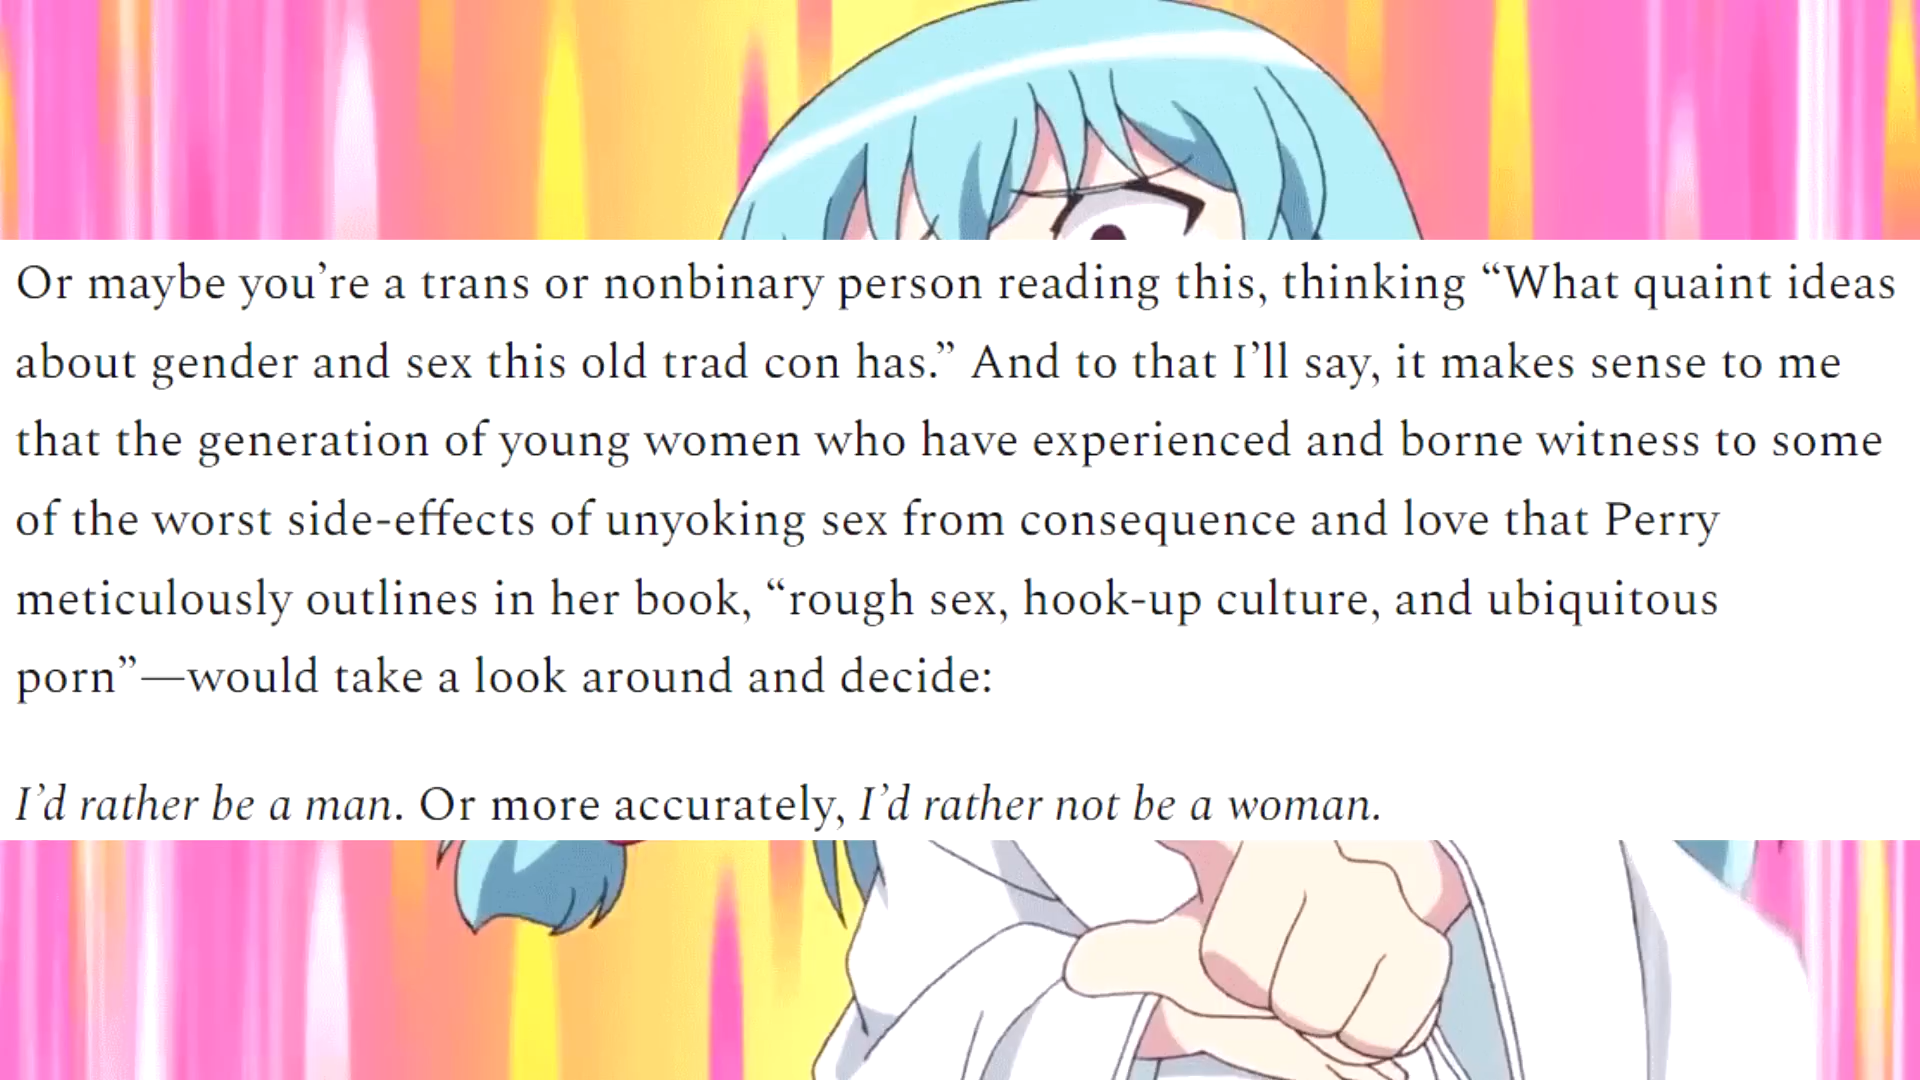 Or maybe you’re a trans or nonbinary person reading this, thinking “What quaint ideas
about gender and sex this old trad con has.” And to that I’ll say, it makes sense to me
that the generation of young women who have experienced and borne witness to some
of the worst side-effects of unyoking sex from consequence and love that Perry
meticulously outlines in her book, “rough sex, hook-up culture, and ubiquitous
porn”—would take a look around and decide:
I’d rather be a man. Or more accurately, I’d rather not be a woman.